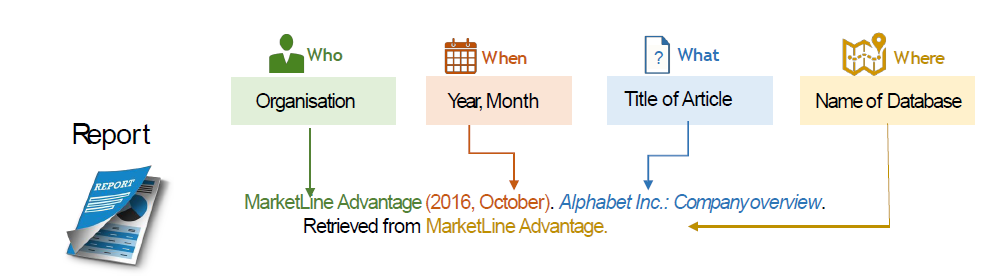 Who
When
What
Where
?
Organisation
Year, Month
Title of Article
Name of Database
Report
REPORT
MarketLine Advantage (2016, October). Alphabet Inc.: Company overview.
Retrieved from MarketLine Advantage.